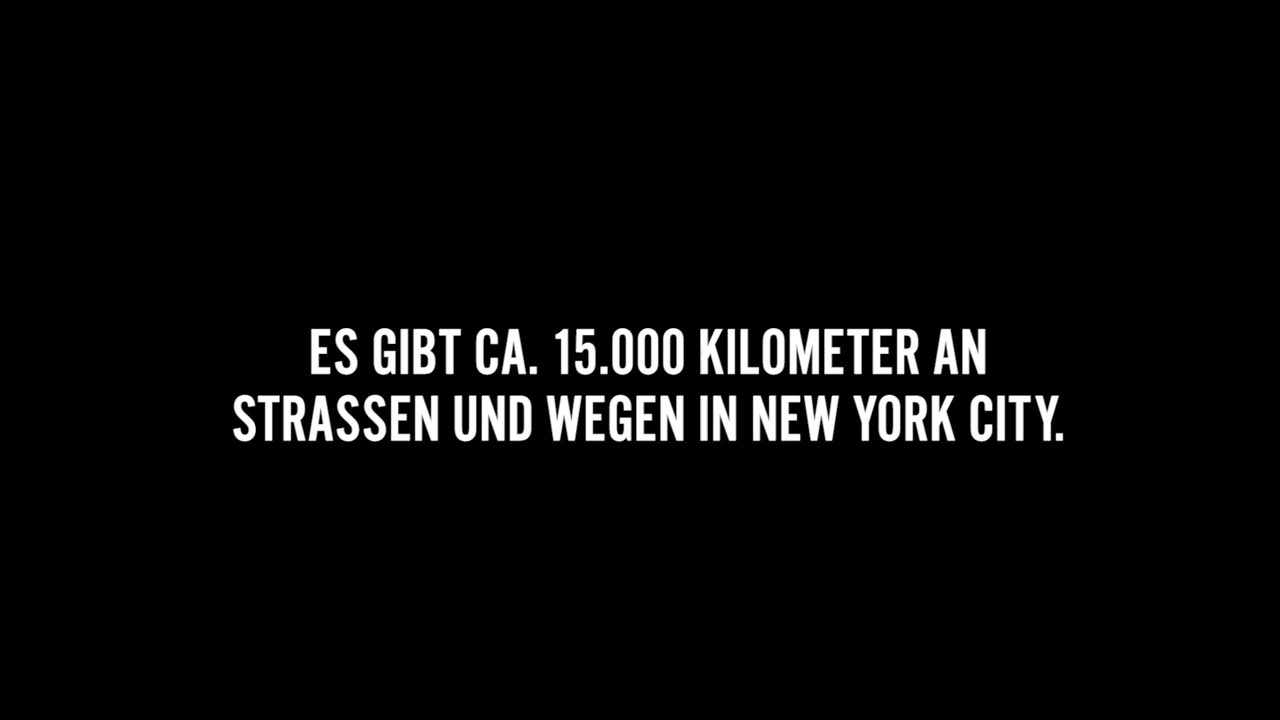 ES GIBT CA. 15.000 KILOMETER AN
STRASSEN UND WEGEN IN NEW YORK CITY.